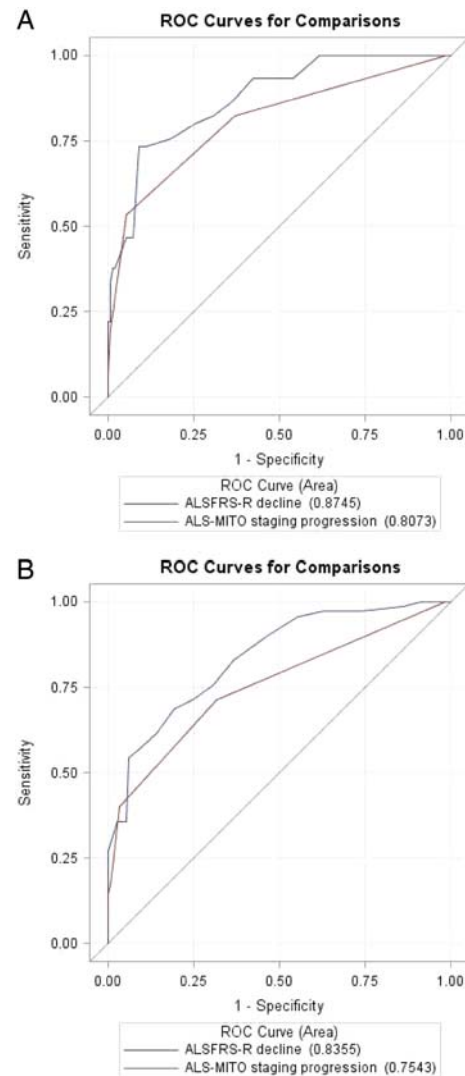 A
ROC Curves for Comparisons
1.00
0.75
0.50
0.25
0.00
Sensitivity
0.00 0.25 0.50 0.75 1.00
1 - Specificity
ROC Curve (Area)
ALSFRS-R decline (0.8745)
ALS-MITO staging progression (0.8073)
B
ROC Curves for Comparisons
1.00
0.75
0.50
0.25
0.00
Sensitivity
0.00 0.25 0.50 0.75 1.00
1 - Specificity
ROC Curve (Area)
ALSFRS-R decline (0.8355)
ALS-MITO staging progression (0.7543)